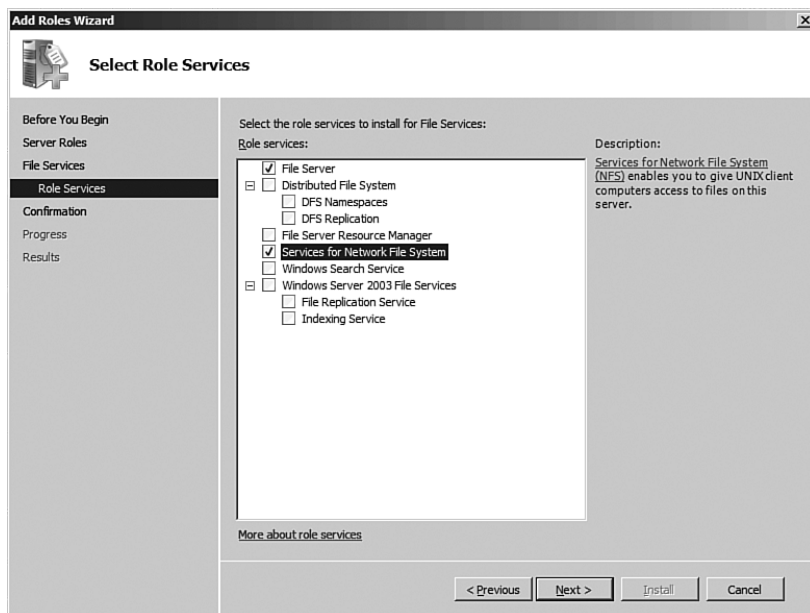 Add Roles Wizard
Select Role Services
Before You Begin
Server Roles
File Services
Role Services
Confirmation
Progress
Results
Select the role services to install for File Services:
Role services:
File Server
Distributed File System
DFS Namespaces
DFS Replication
File Server Resource Manager
Services for Network File System
Windows Search Service
Windows Server 2003 File Services
File Replication Service
Indexing Service
More about role services
Description:
Services for Network File System
(NFS) enables you to give UNIX client
computers access to files on this
server.
< Previous
Next >
Install
Cancel